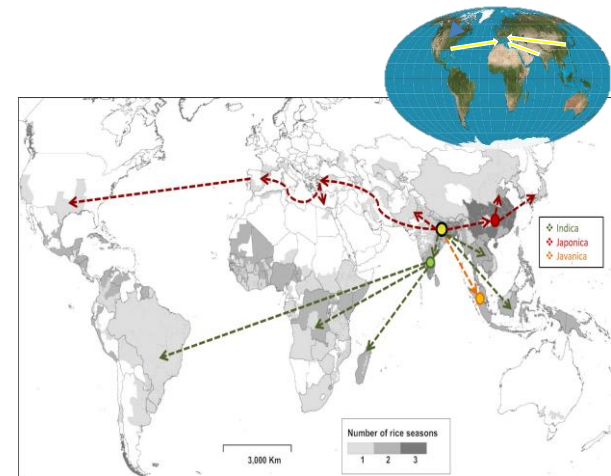 Indica
Japonica
Javanica
Number of rice seasons
1 2 3
3,000 Km